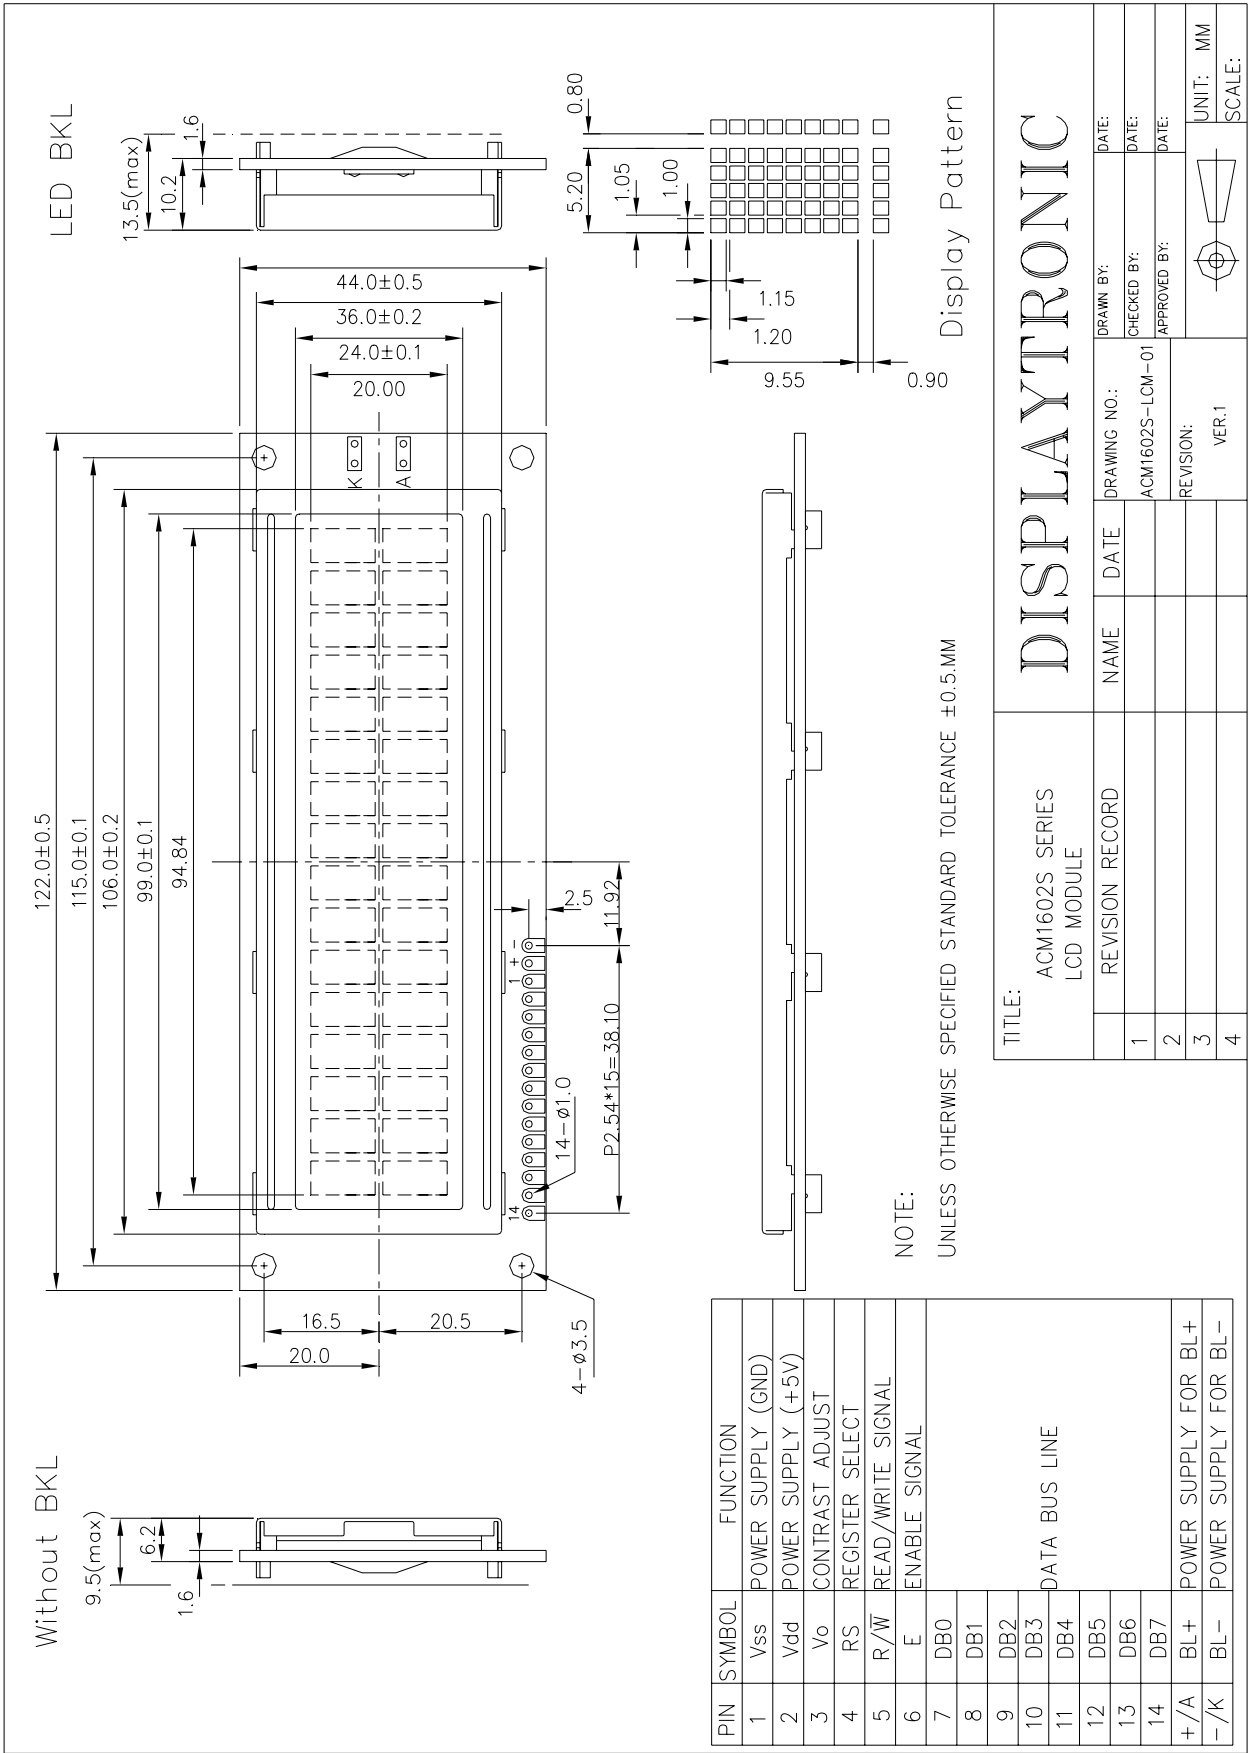 Without BKL
9.5(max)
6.2
1.6
122.0±0.5
115.0±0.1
106.0±0.2
99.0±0.1
94.84
LED BKL
13.5(max)
10.2
1.6
16.5
20.5
20.0
4-ø3.5
44.0±0.5
36.0±0.2
24.0±0.1
20.00
K
A
14
1
+
-
14-ø1.0
P2.54*15=38.10
11.92
2.5
5.20
0.80
1.05
1.00
1.15
1.20
9.55
0.90
Display Pattern
NOTE:
UNLESS OTHERWISE SPECIFIED STANDARD TOLERANCE ±0.5.MM
PIN SYMBOL FUNCTION
1 Vss POWER SUPPLY (GND)
2 Vdd POWER SUPPLY (+5V)
3 Vo CONTRAST ADJUST
4 RS REGISTER SELECT
5 R/W̅ READ/WRITE SIGNAL
6 E ENABLE SIGNAL
7 DB0
8 DB1
9 DB2
10 DB3 DATA BUS LINE
11 DB4
12 DB5
13 DB6
14 DB7
+/A BL+ POWER SUPPLY FOR BL+
-/K BL- POWER SUPPLY FOR BL-
TITLE:
ACM1602S SERIES
LCD MODULE
DISPLAYTRONIC
REVISION RECORD NAME DATE
1
2
3
4
DRAWING NO.:
ACM1602S-LCM-01
REVISION:
VER.1
DRAWN BY: DATE:
CHECKED BY: DATE:
APPROVED BY: DATE:
UNIT: MM
SCALE: